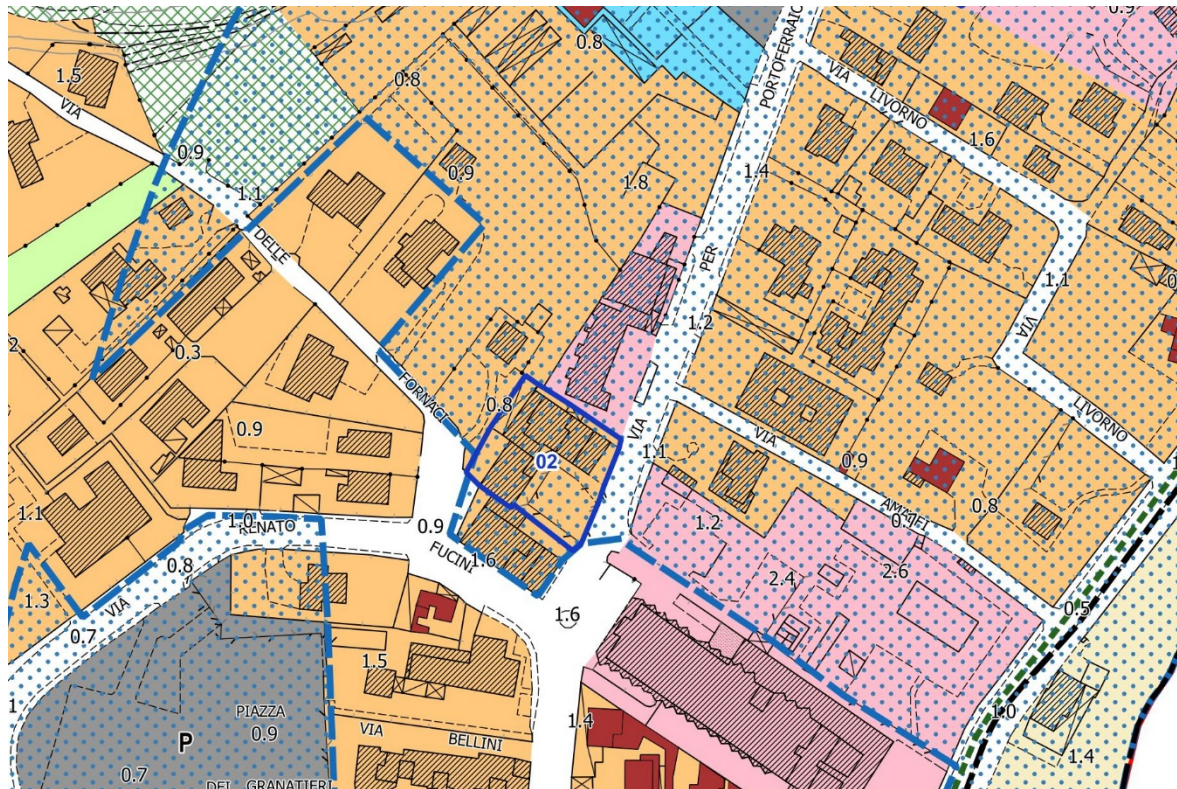 0.9
0.8
1.5
VIA
PORTOFERRAIO
VIA
LIVORNO
1.6
0.8
0.9
1.1
0.9
1.4
1.8
DELLE
PER
1.1
VIA
1.2
0.3
FORNACI
0.8
LIVORNO
0.9
VIA
1.1
VIA
02
0.9
AMALFI
0.8
1.1
1.0
RENATO
0.9
FUCINI
1.6
1.2
2.4
2.6
0.8
1.3
VIA
0.7
1.6
0.5
1.5
PIAZZA
0.9
P
VIA
BELLINI
1.4
1.0
1.4
0.7
DEI GRANATIERI